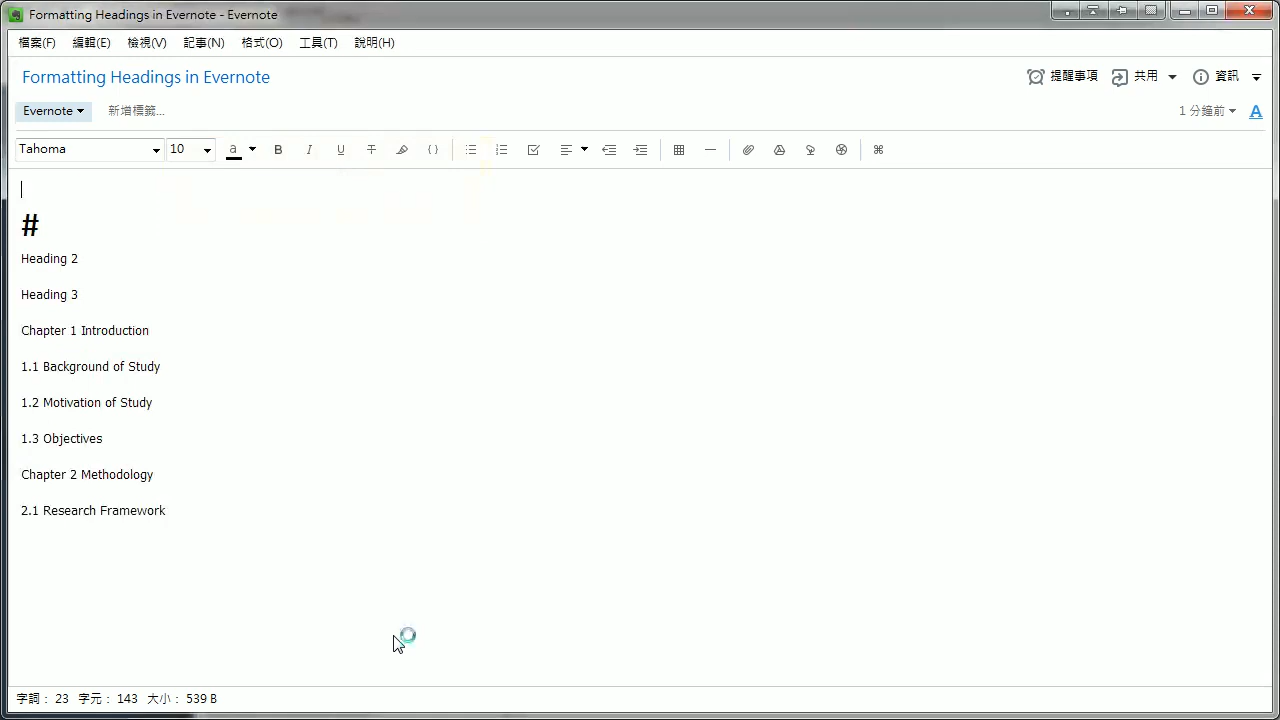 Formatting Headings in Evernote - Evernote
檔案(F) 編輯(E) 檢視(V) 記事(N) 格式(O) 工具(T) 說明(H)
Formatting Headings in Evernote 提醒事項 共用 資訊
Evernote 新增標籤... 1 分鐘前 A
Tahoma 10 a B I U T { }
#
Heading 2
Heading 3
Chapter 1 Introduction
1.1 Background of Study
1.2 Motivation of Study
1.3 Objectives
Chapter 2 Methodology
2.1 Research Framework
字詞： 23 字元： 143 大小： 539 B